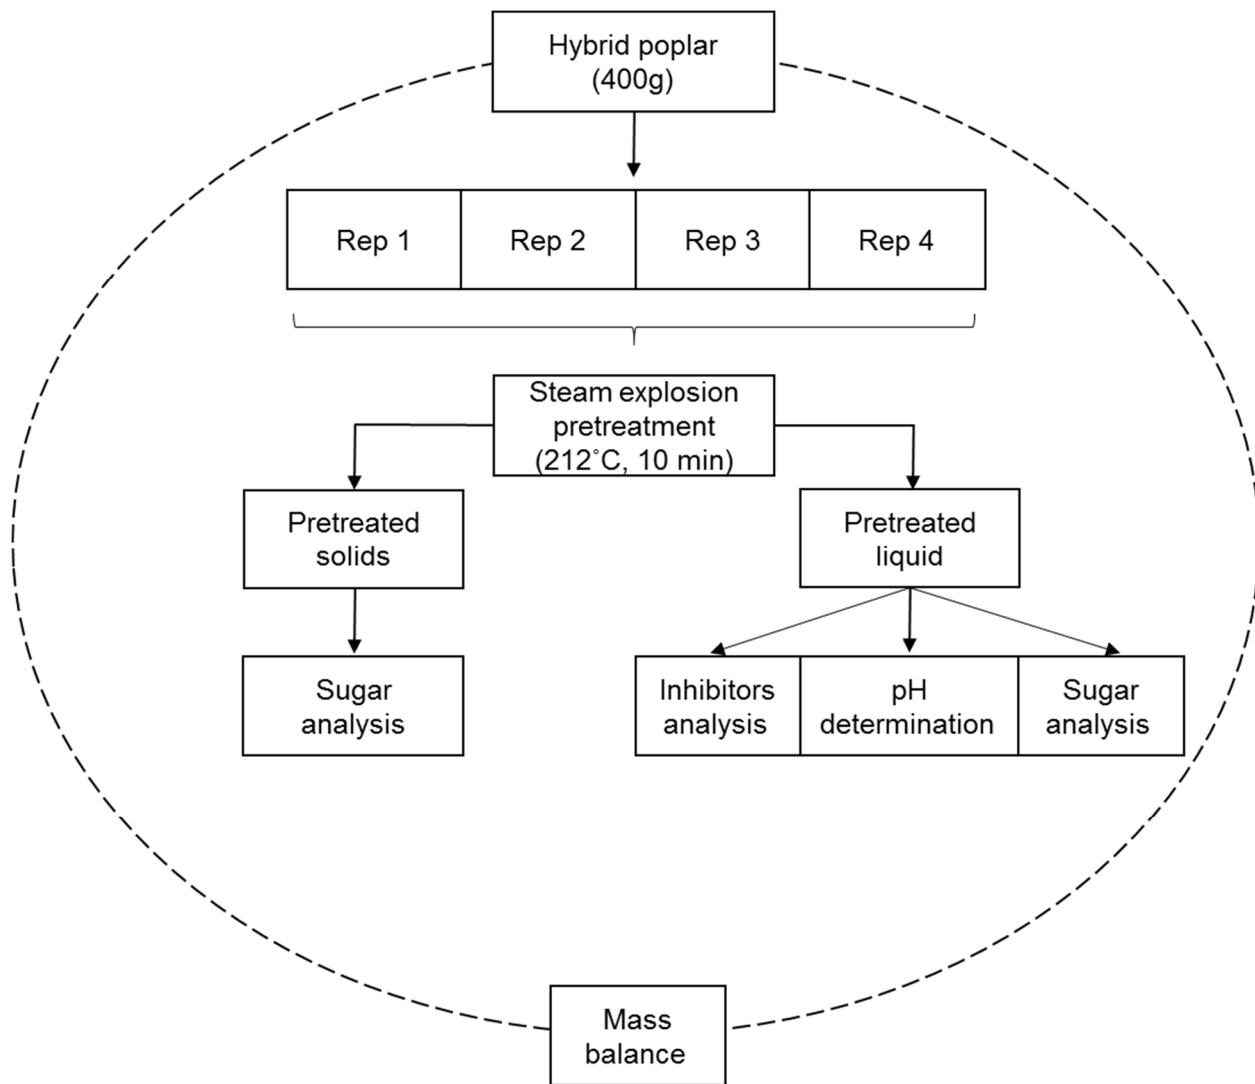 Hybrid poplar
(400g)
Rep 1
Rep 2
Rep 3
Rep 4
Steam explosion
pretreatment
(212˚C, 10 min)
Pretreated
solids
Pretreated
liquid
Sugar
analysis
Inhibitors
analysis
pH
determination
Sugar
analysis
Mass
balance